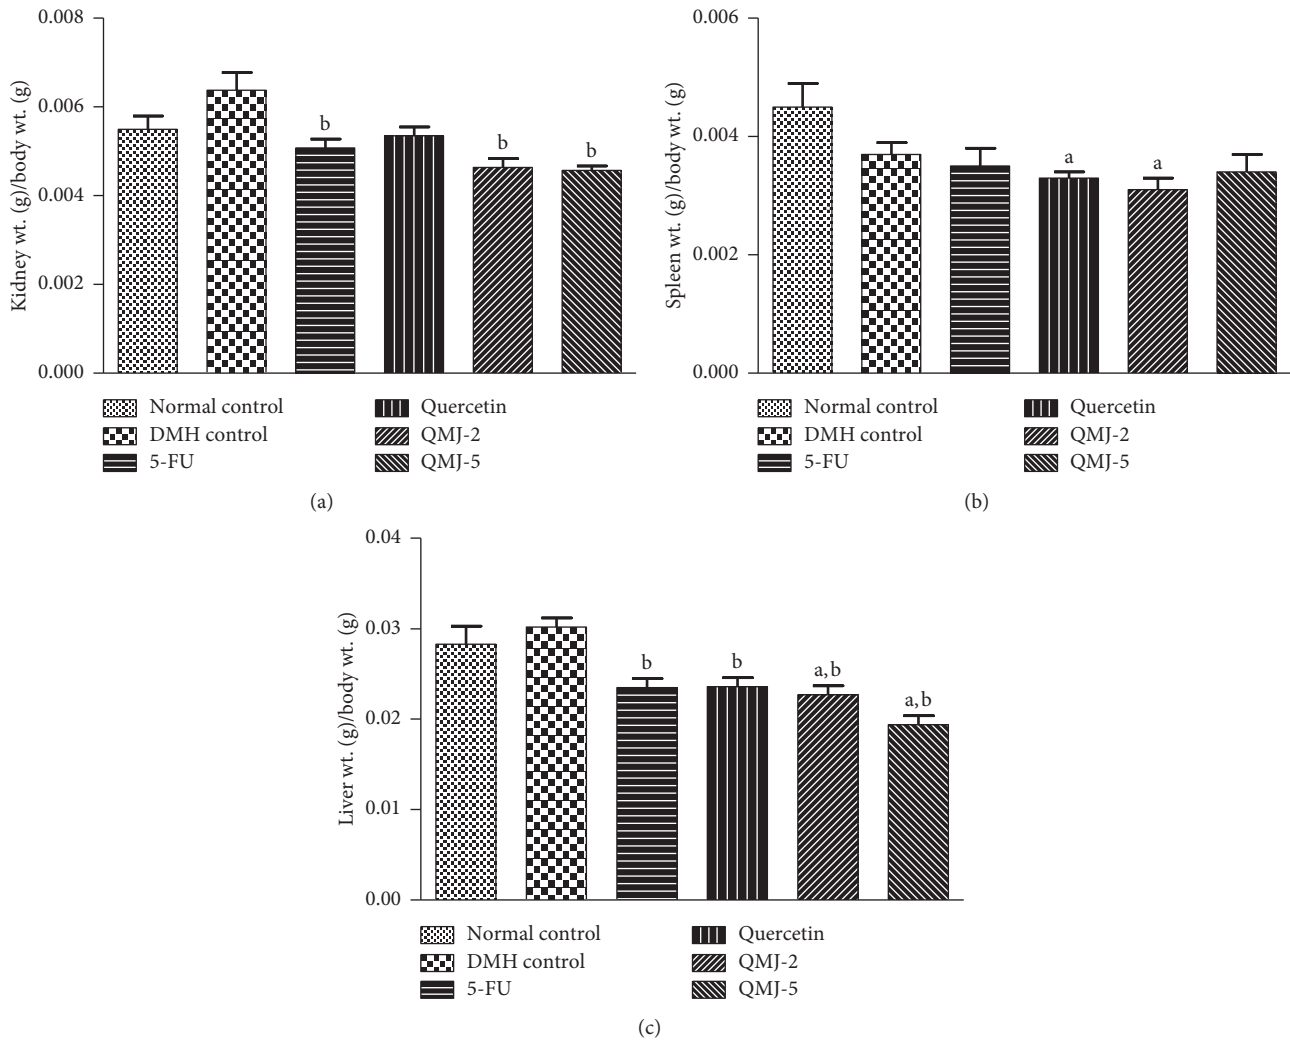 Kidney wt. (g)/body wt. (g)
0.008
0.006
0.004
0.002
0.000
b
b
b
Normal control
DMH control
5-FU
Quercetin
QMJ-2
QMJ-5
(a)
Spleen wt. (g)/body wt. (g)
0.006
0.004
0.002
0.000
a
a
Normal control
DMH control
5-FU
Quercetin
QMJ-2
QMJ-5
(b)
Liver wt. (g)/body wt. (g)
0.04
0.03
0.02
0.01
0.00
b
b
a,b
a,b
Normal control
DMH control
5-FU
Quercetin
QMJ-2
QMJ-5
(c)